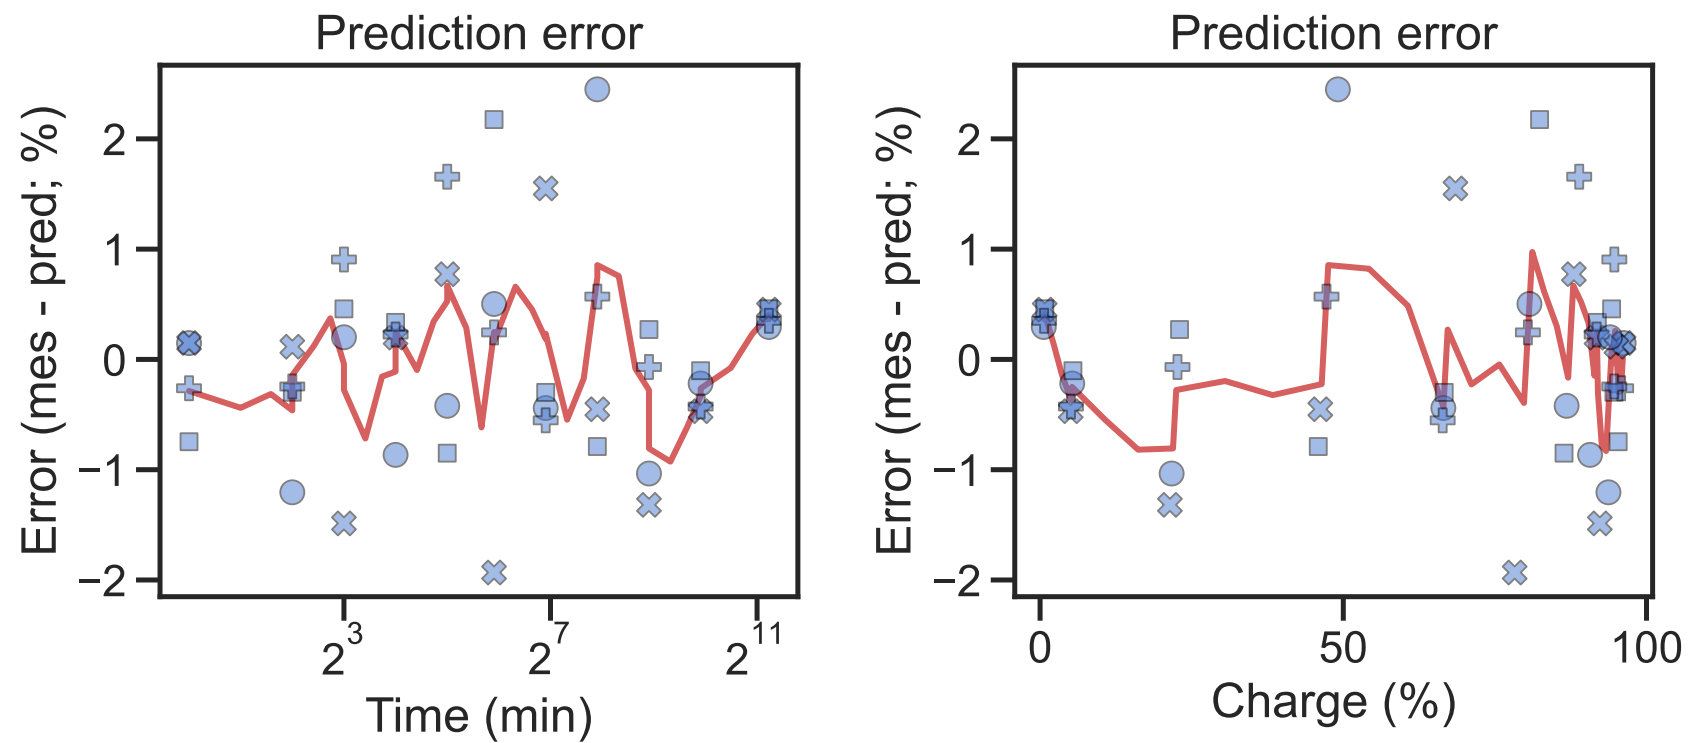 Prediction error
Error (mes - pred; %)
2
1
0
−1
−2
2^3
2^7
2^11
Time (min)
Prediction error
Error (mes - pred; %)
2
1
0
−1
−2
0
50
100
Charge (%)